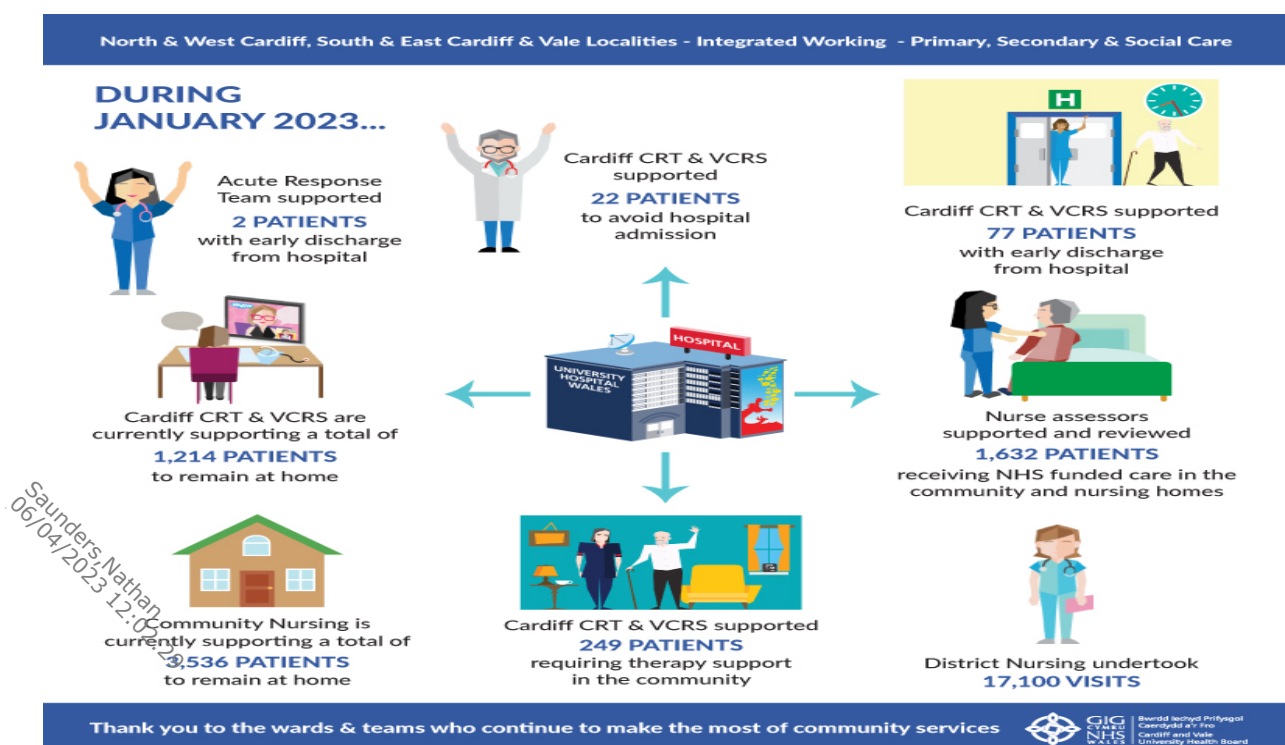 North & West Cardiff, South & East Cardiff & Vale Localities - Integrated Working - Primary, Secondary & Social Care
DURING
JANUARY 2023...
Acute Response
Team supported
2 PATIENTS
with early discharge
from hospital
Cardiff CRT & VCRS
supported
22 PATIENTS
to avoid hospital
admission
H
Cardiff CRT & VCRS supported
77 PATIENTS
with early discharge
from hospital
Cardiff CRT & VCRS are
currently supporting a total of
1,214 PATIENTS
to remain at home
HOSPITAL
UNIVERSITY
HOSPITAL
WALES
Nurse assessors
supported and reviewed
1,632 PATIENTS
receiving NHS funded care in the
community and nursing homes
Community Nursing is
currently supporting a total of
3,536 PATIENTS
to remain at home
Cardiff CRT & VCRS supported
249 PATIENTS
requiring therapy support
in the community
District Nursing undertook
17,100 VISITS
Saunders,Nathan
06/04/2023 12:02:29
Thank you to the wards & teams who continue to make the most of community services
GIG
CYMRU
NHS
WALES
Bwrdd Iechyd Prifysgol
Caerdydd a'r Fro
Cardiff and Vale
University Health Board